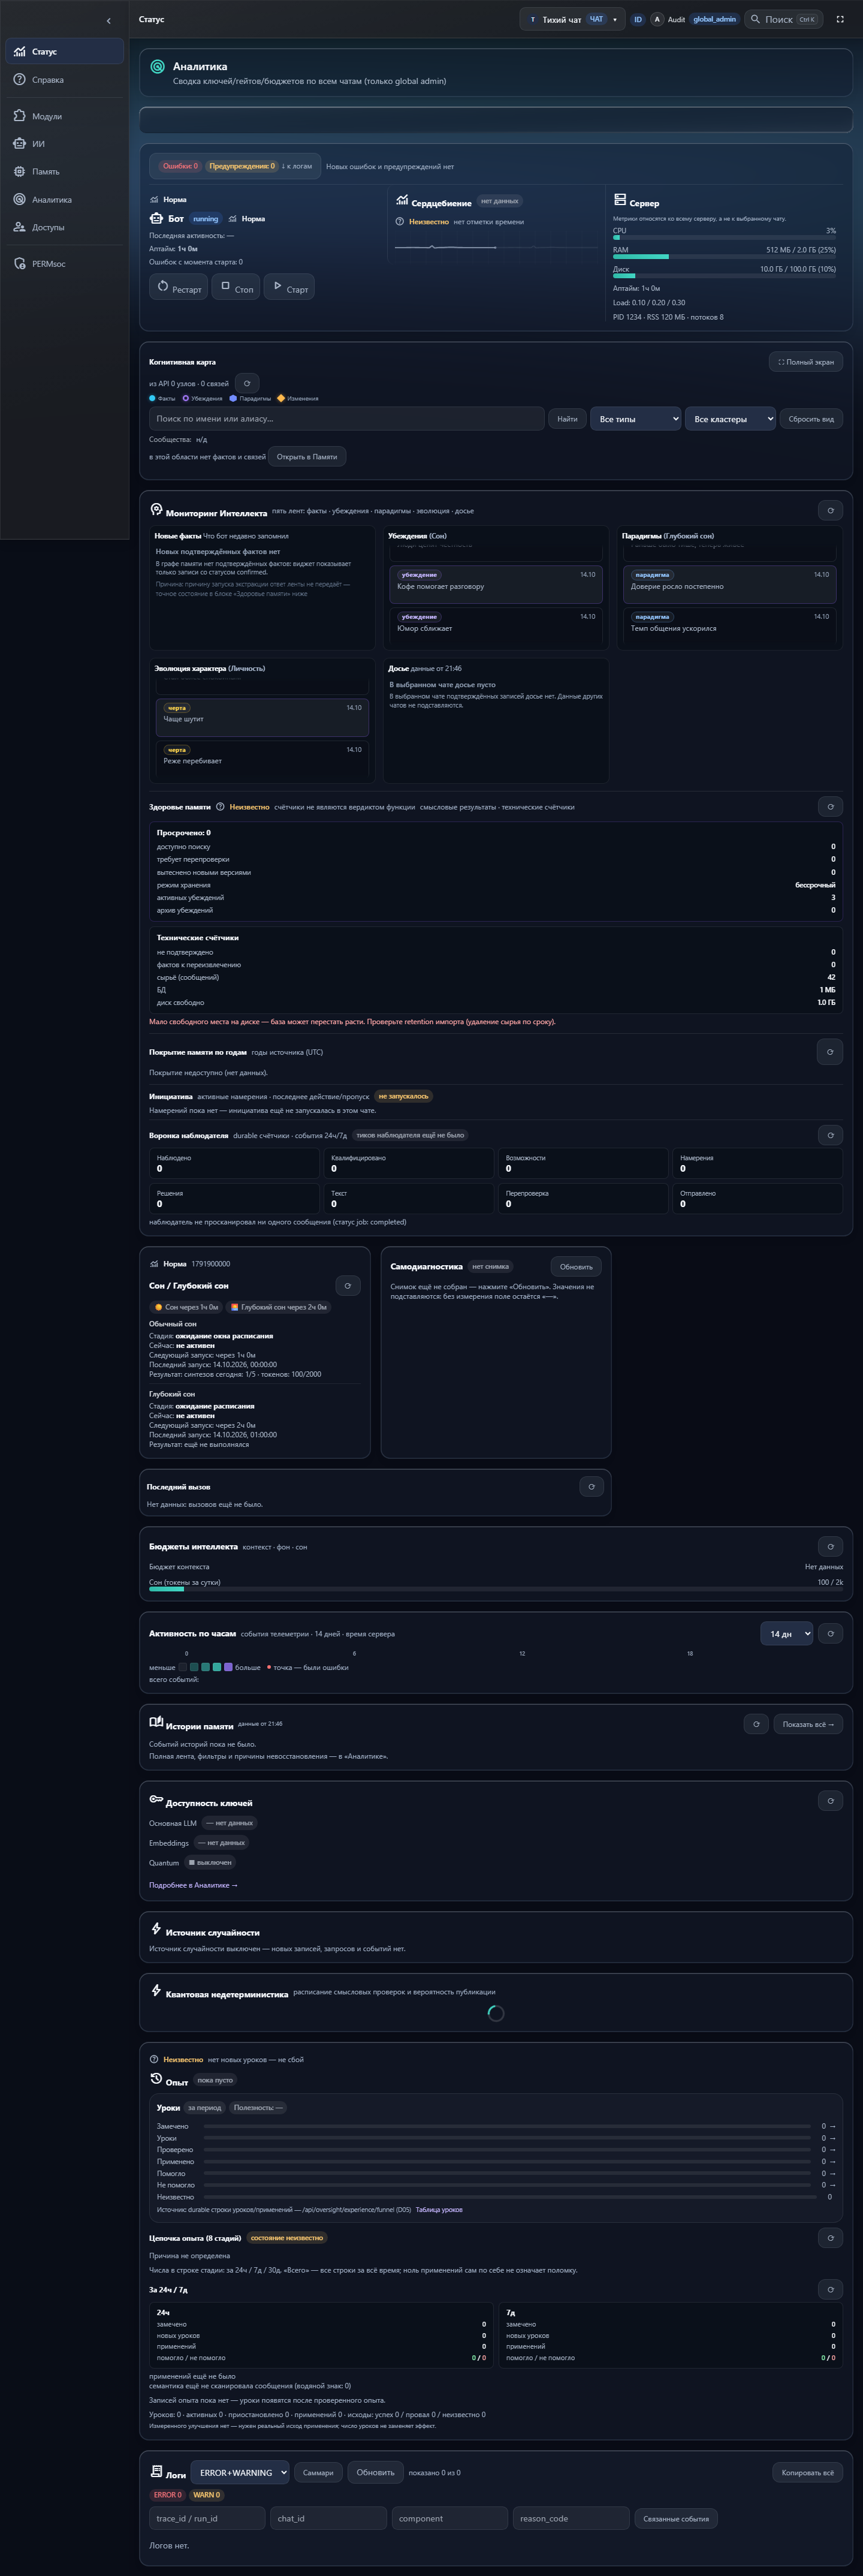 Статус
Справка
Модули
ИИ
Память
Аналитика
Доступы
PERMsoc
Статус
T Тихий чат ЧАТ ▾ ID A Audit global_admin Поиск Ctrl K
Аналитика
Сводка ключей/гейтов/бюджетов по всем чатам (только global admin)
Ошибки: 0 Предупреждения: 0 ↓ к логам Новых ошибок и предупреждений нет
Норма
Бот running Норма
Последняя активность: —
Аптайм: 1ч 0м
Ошибок с момента старта: 0
Рестарт Стоп Старт
Сердцебиение нет данных
Неизвестно нет отметки времени
Сервер
Метрики относятся ко всему серверу, а не к выбранному чату.
CPU 3%
RAM 512 МБ / 2.0 ГБ (25%)
Диск 10.0 ГБ / 100.0 ГБ (10%)
Аптайм: 1ч 0м
Load: 0.10 / 0.20 / 0.30
PID 1234 · RSS 120 МБ · потоков 8
Когнитивная карта
Полный экран
из API 0 узлов · 0 связей
Факты Убеждения Парадигмы Изменения
Поиск по имени или алиасу... Найти Все типы Все кластеры Сбросить вид
Сообщества: н/д
в этой области нет фактов и связей Открыть в Памяти
Мониторинг Интеллекта пять лент: факты · убеждения · парадигмы · эволюция · досье
Новые факты Что бот недавно запомнил
Новых подтверждённых фактов нет
В графе памяти нет подтверждённых фактов: виджет показывает
только записи со статусом confirmed.
Причина: причину запуска экстракции ответ ленты не передаёт —
точное состояние в блоке «Здоровье памяти» ниже
Убеждения (Сон)
убеждение 14.10
Кофе помогает разговору
убеждение 14.10
Юмор сближает
Парадигмы (Глубокий сон)
парадигма 14.10
Доверие росло постепенно
парадигма 14.10
Темп общения ускорился
Эволюция характера (Личность)
черта 14.10
Чаще шутит
черта 14.10
Реже перебивает
Досье данные от 21:46
В выбранном чате досье пусто
В выбранном чате подтверждённых записей досье нет. Данные других
чатов не подставляются.
Здоровье памяти Неизвестно счётчики не являются вердиктом функции · смысловые результаты · технические счётчики
Просрочено: 0
доступно поиску 0
требует перепроверки 0
вытеснено новыми версиями 0
режим хранения бессрочный
активных убеждений 3
архив убеждений 0
Технические счётчики
не подтверждено 0
фактов к переизвлечению 0
сырьё (сообщений) 42
БД 1 МБ
диск свободно 1.0 ГБ
Мало свободного места на диске — база может перестать расти. Проверьте retention импорта (удаление сырья по сроку).
Покрытие памяти по годам годы источника (UTC)
Покрытие недоступно (нет данных).
Инициатива активные намерения · последнее действие/пропуск не запускалось
Намерений пока нет — инициатива ещё не запускалась в этом чате.
Воронка наблюдателя durable счётчики · события 24ч/7д тиков наблюдателя ещё не было
Наблюдено Квалифицировано Возможности Намерения
0 0 0 0
Решения Текст Перепроверка Отправлено
0 0 0 0
наблюдатель не просканировал ни одного сообщения (статус job: completed)
Норма 1791900000
Сон / Глубокий сон
Сон через 1ч 0м Глубокий сон через 2ч 0м
Обычный сон
Стадия: ожидание окна расписания
Сейчас: не активен
Следующий запуск: через 1ч 0м
Последний запуск: 14.10.2026, 00:00:00
Результат: синтезов сегодня: 1/5 · токенов: 100/2000
Глубокий сон
Стадия: ожидание расписания
Сейчас: не активен
Следующий запуск: через 2ч 0м
Последний запуск: 14.10.2026, 01:00:00
Результат: ещё не выполнялся
Самодиагностика нет снимка Обновить
Снимок ещё не собран — нажмите «Обновить». Значения не
подставляются: без измерения поле остаётся «—».
Последний вызов
Нет данных: вызовов ещё не было.
Бюджеты интеллекта контекст · фон · сон
Бюджет контекста Нет данных
Сон (токены за сутки) 100 / 2k
Активность по часам события телеметрии · 14 дней · время сервера 14 дн
0 6 12 18
меньше больше точка — были ошибки
всего событий:
Истории памяти данные от 21:46 Показать всё →
Событий историй пока не было.
Полная лента, фильтры и причины невосстановления — в «Аналитике».
Доступность ключей
Основная LLM — нет данных
Embeddings — нет данных
Quantum выключен
Подробнее в Аналитике →
Источник случайности
Источник случайности выключен — новых записей, запросов и событий нет.
Квантовая недетерминистика расписание смысловых проверок и вероятность публикации
Неизвестно нет новых уроков — не сбой
Опыт пока пусто
Уроки за период Полезность: —
Замечено 0 →
Уроки 0 →
Проверено 0 →
Применено 0 →
Помогло 0 →
Не помогло 0 →
Неизвестно 0
Источник: durable строки уроков/применений — /api/oversight/experience/funnel (D05) Таблица уроков
Цепочка опыта (8 стадий) состояние неизвестно
Причина не определена
Числа в строке стадии: за 24ч / 7д / 30д. «Всего» — все строки за всё время; ноль применений сам по себе не означает поломку.
За 24ч / 7д
24ч
замечено 0
новых уроков 0
применений 0
помогло / не помогло 0 / 0
7д
замечено 0
новых уроков 0
применений 0
помогло / не помогло 0 / 0
применений ещё не было
семантика ещё не сканировала сообщения (водяной знак: 0)
Записей опыта пока нет — уроки появятся после проверенного опыта.
Уроков: 0 · активных 0 · приостановлено 0 · применений 0 · исходы: успех 0 / провал 0 / неизвестно 0
Измеренного улучшения нет — нужен реальный исход применения; число уроков не заменяет эффект.
Логи ERROR+WARNING Саммари Обновить показано 0 из 0 Копировать всё
ERROR 0 WARN 0
trace_id / run_id chat_id component reason_code Связанные события
Логов нет.